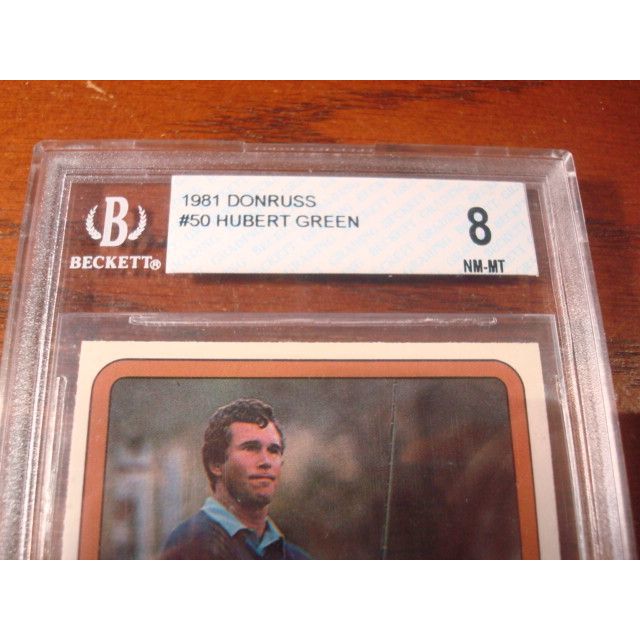 1981 DONRUSS
#50 HUBERT GREEN
8
NM-MT
B
BECKETT®